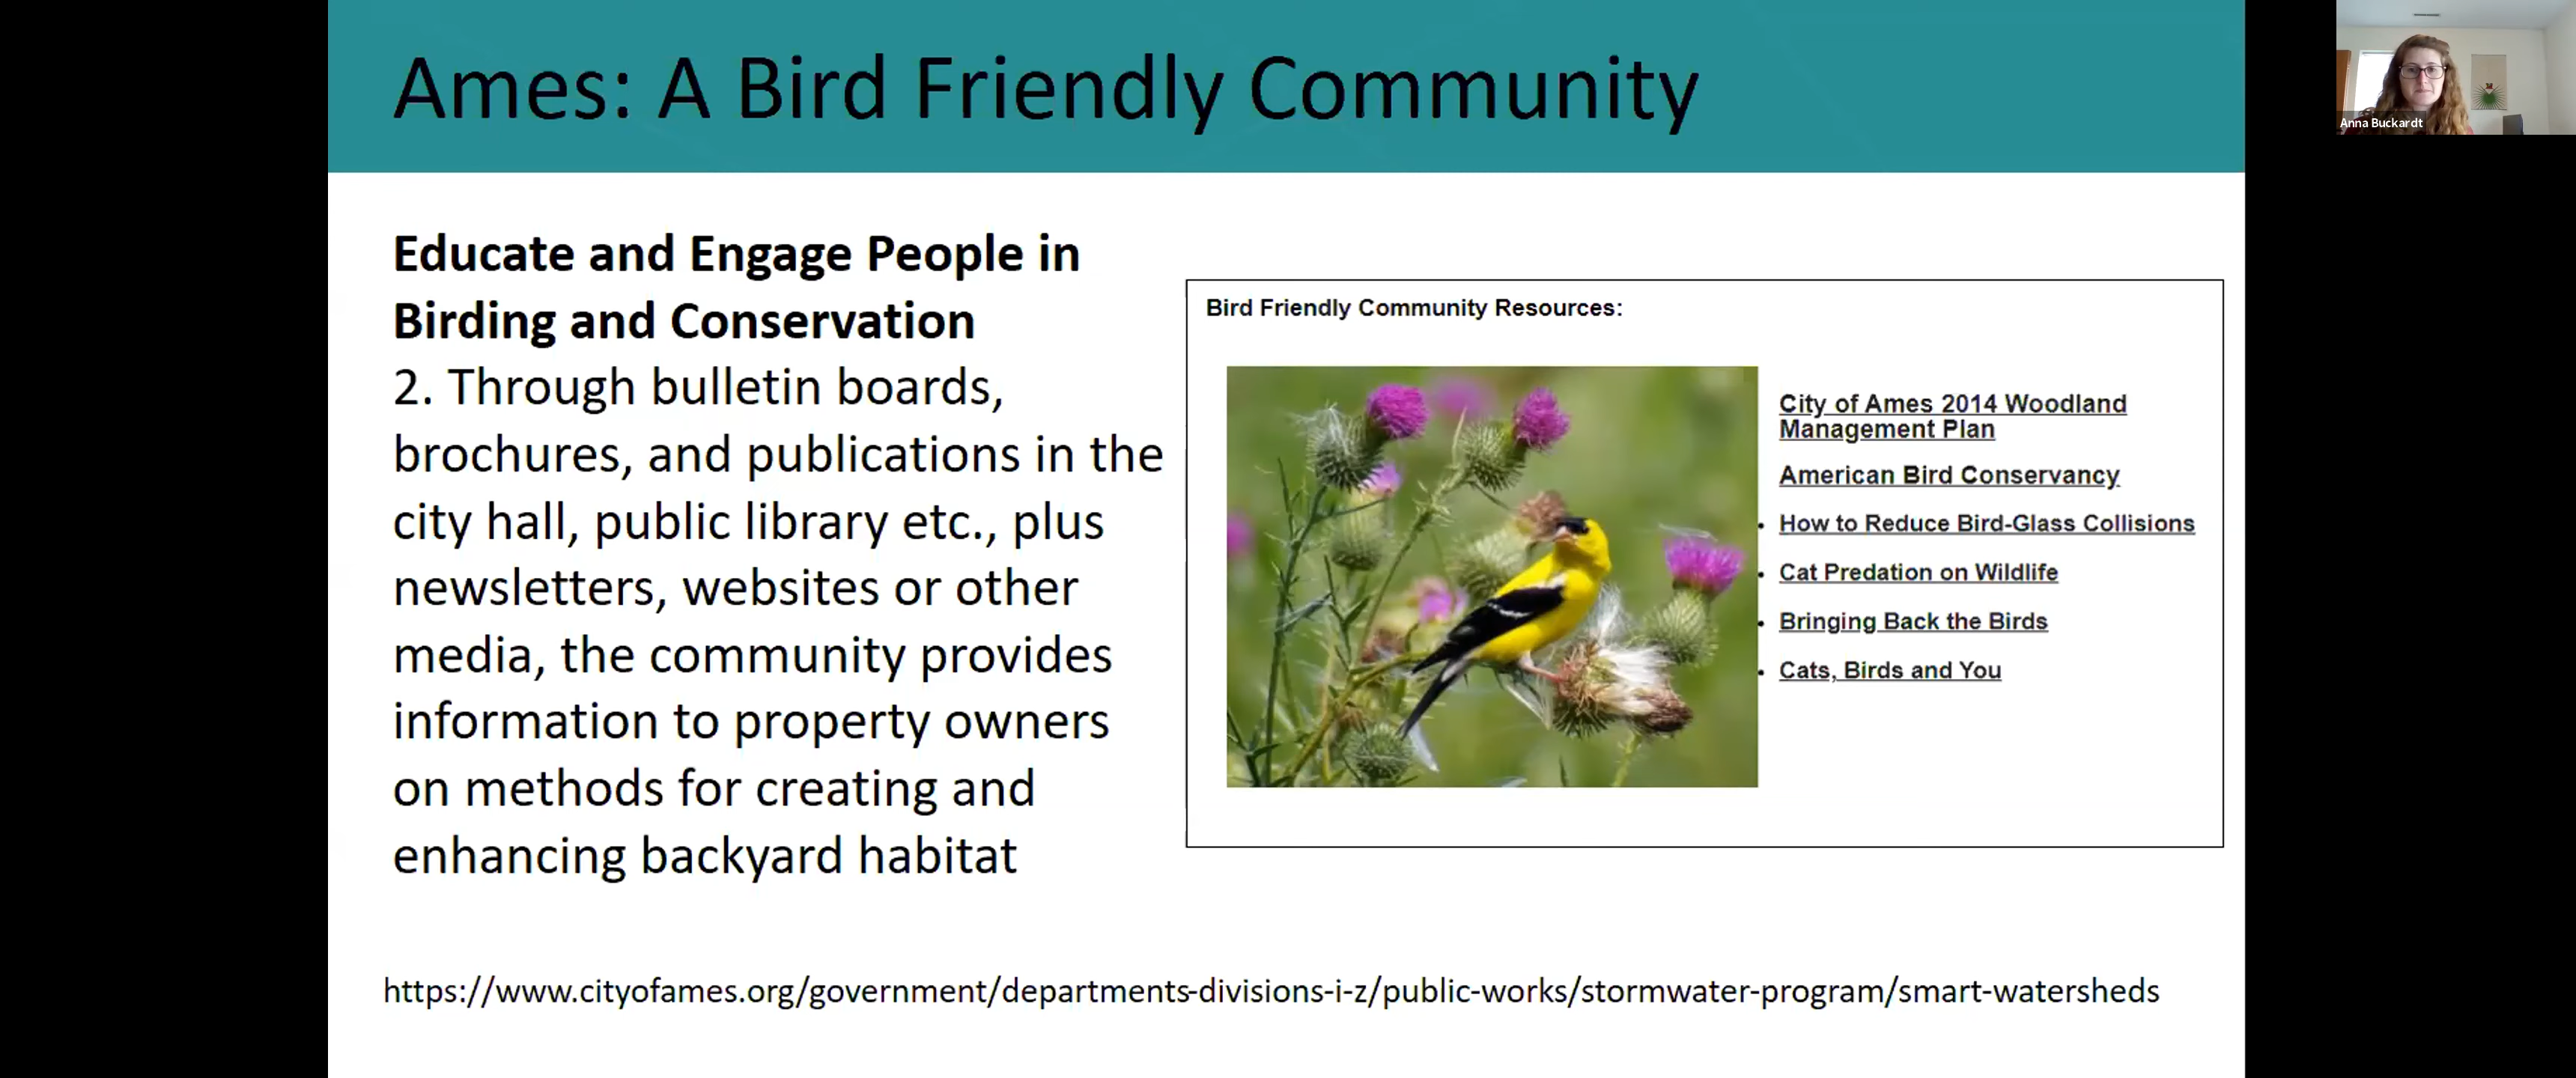 Ames: A Bird Friendly Community
Anna Buckardt
Educate and Engage People in
Birding and Conservation
2. Through bulletin boards,
brochures, and publications in the
city hall, public library etc., plus
newsletters, websites or other
media, the community provides
information to property owners
on methods for creating and
enhancing backyard habitat
Bird Friendly Community Resources:
City of Ames 2014 Woodland
Management Plan
American Bird Conservancy
• How to Reduce Bird-Glass Collisions
• Cat Predation on Wildlife
• Bringing Back the Birds
• Cats, Birds and You
https://www.cityofames.org/government/departments-divisions-i-z/public-works/stormwater-program/smart-watersheds